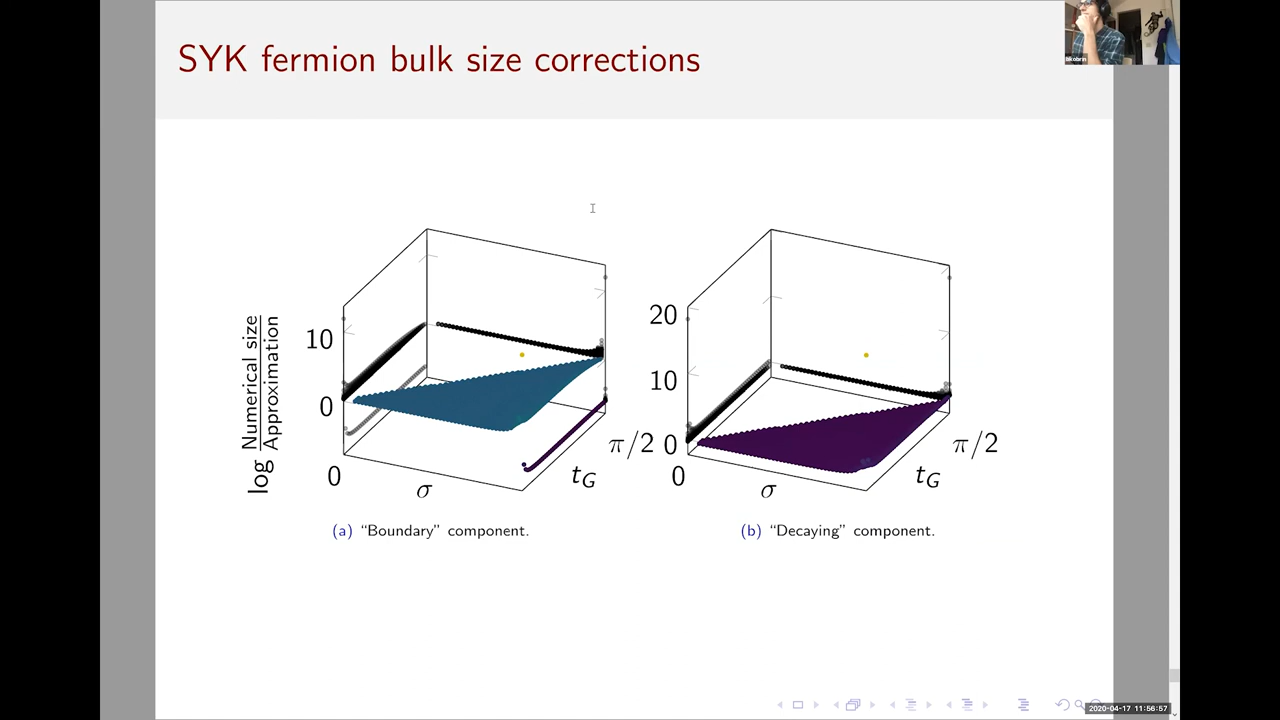 SYK fermion bulk size corrections
log Numerical size / Approximation
10
0
0
σ
t_G
π/2
20
10
0
0
σ
t_G
π/2
(a) “Boundary” component.
(b) “Decaying” component.
bkobrin
2020-04-17 11:56:57